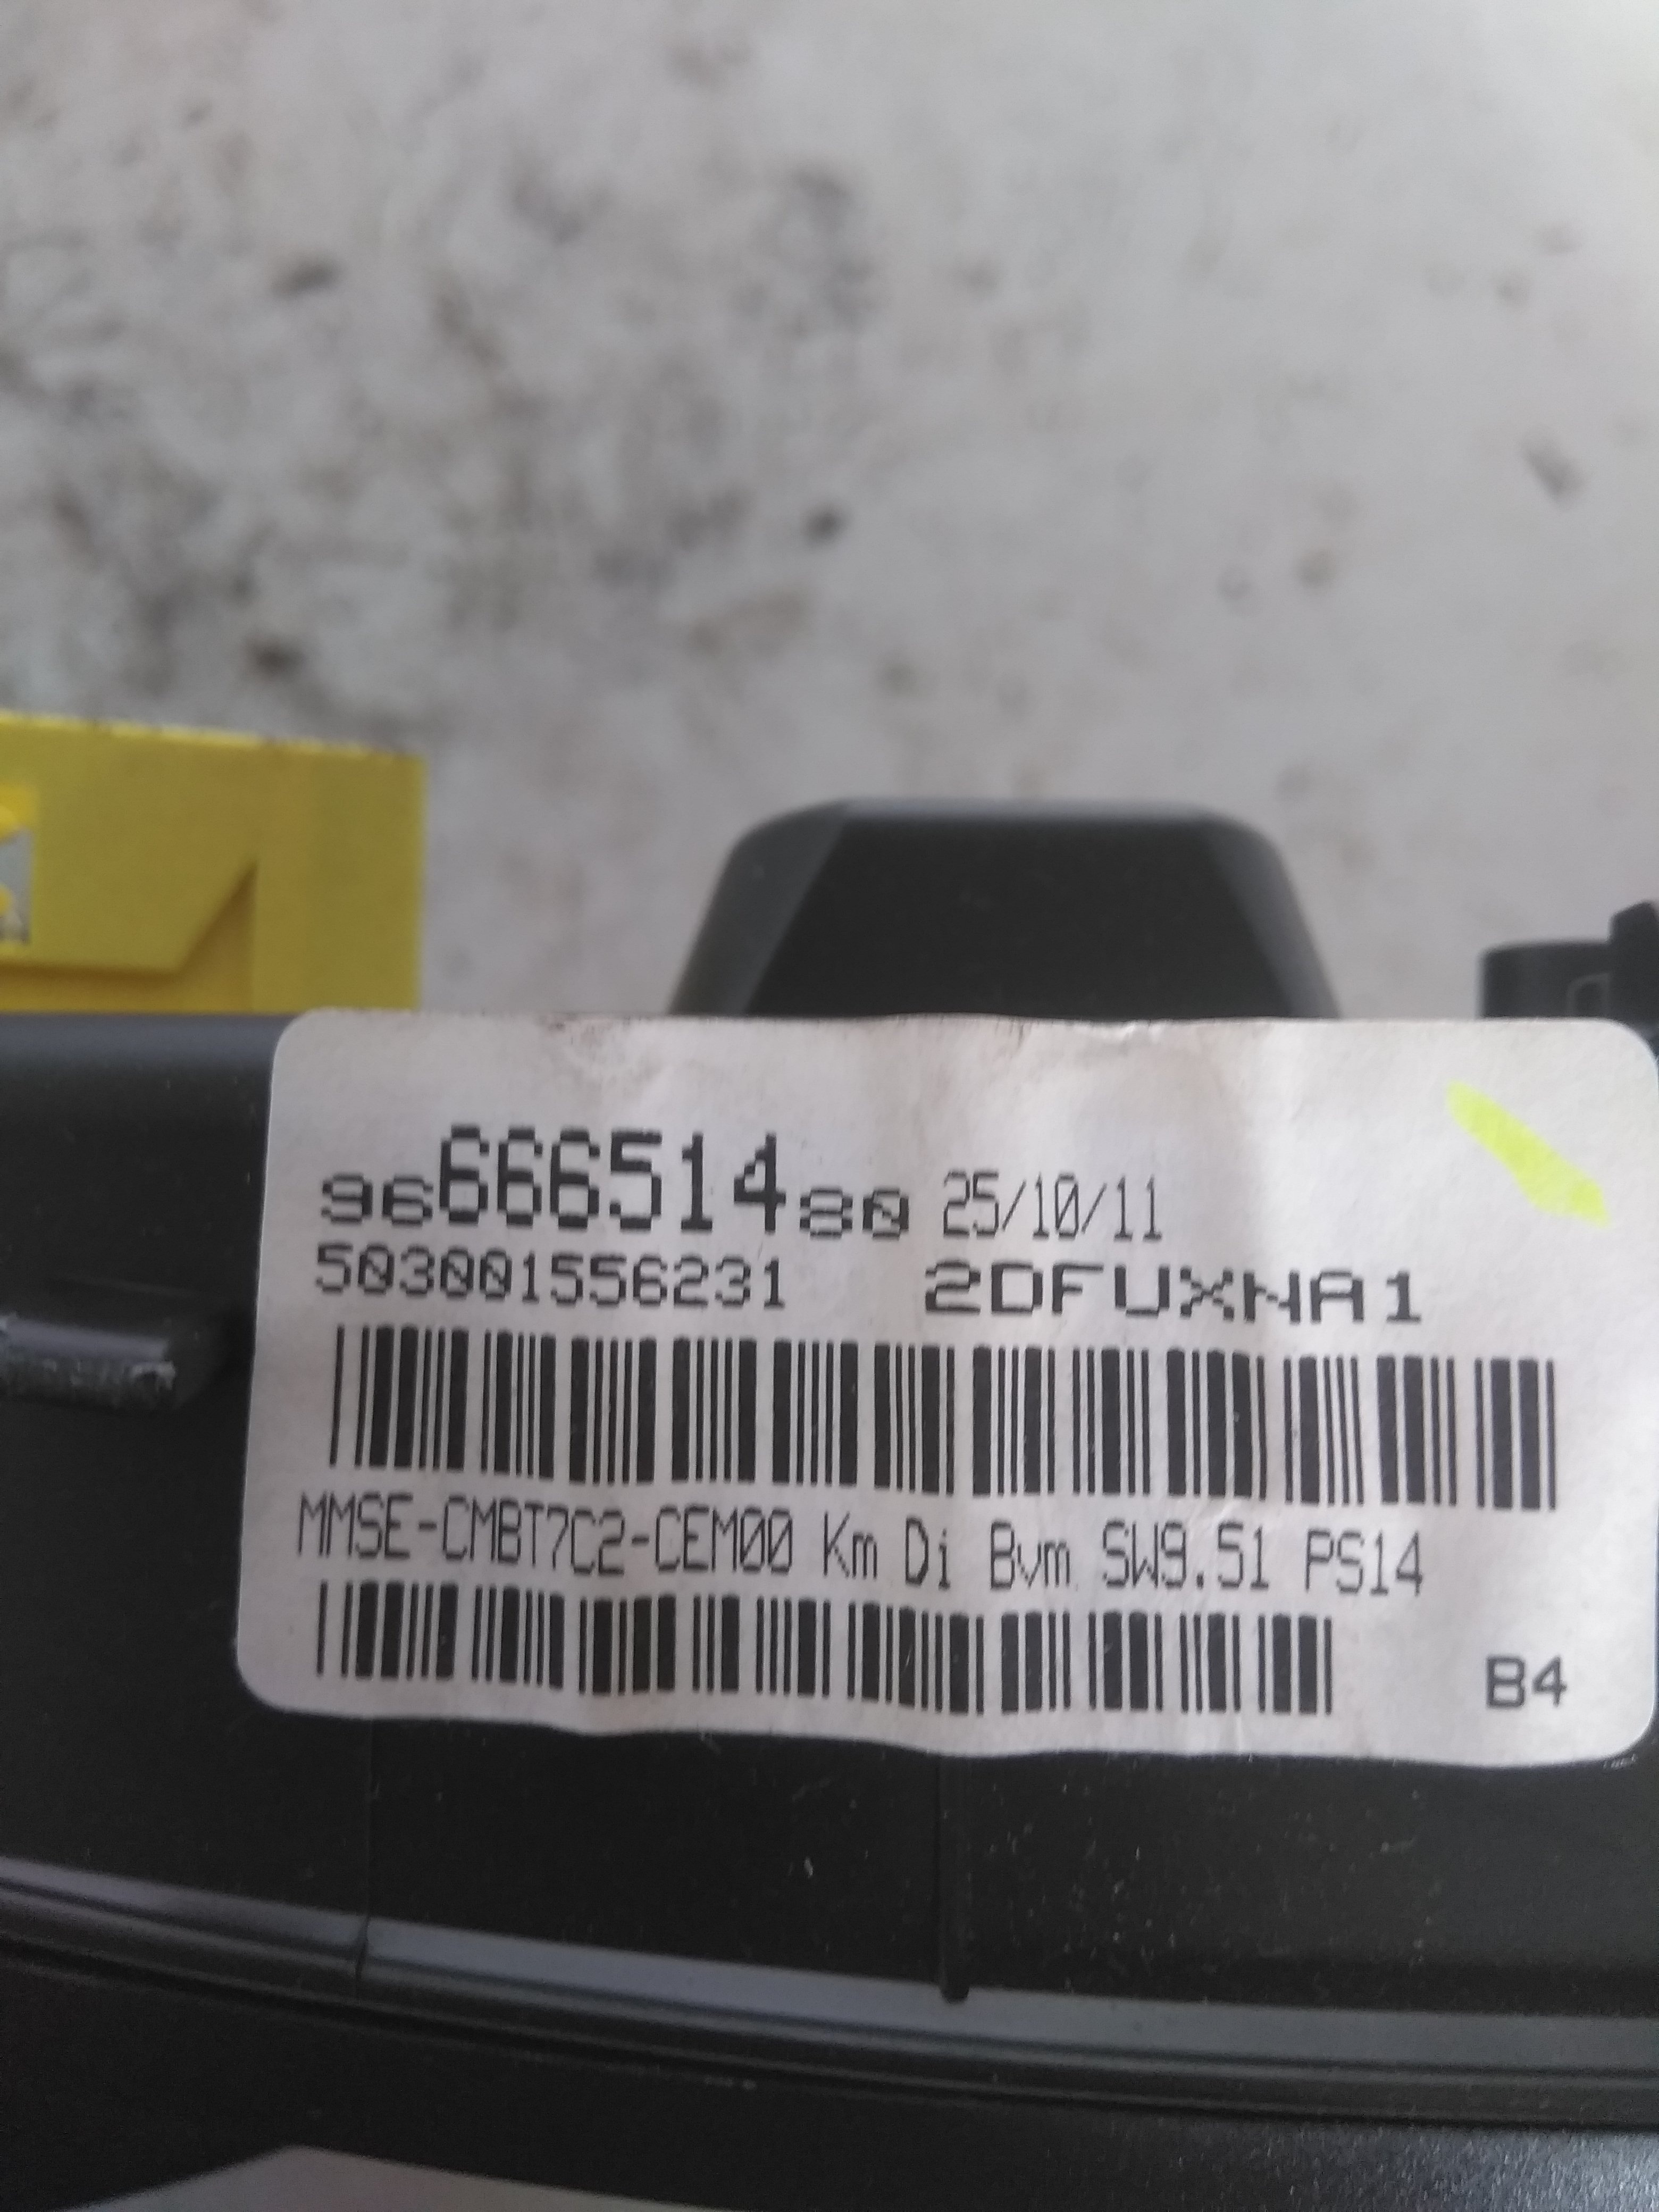 9666651480 25/10/11
503001556231 2DFUXNA1
MMSE-CMBT7C2-CEM00 Km Di Bvm SW9.51 PS14
B4